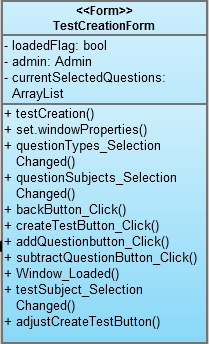 <<Form>>
TestCreationForm
- loadedFlag: bool
- admin: Admin
- currentSelectedQuestions:
ArrayList
+ testCreation()
+ set.windowProperties()
+ questionTypes_Selection
Changed()
+ questionSubjects_Selection
Changed()
+ backButton_Click()
+ createTestButton_Click()
+ addQuestionbutton_Click()
+ subtractQuestionButton_Click()
+ Window_Loaded()
+ testSubject_Selection
Changed()
+ adjustCreateTestButton()